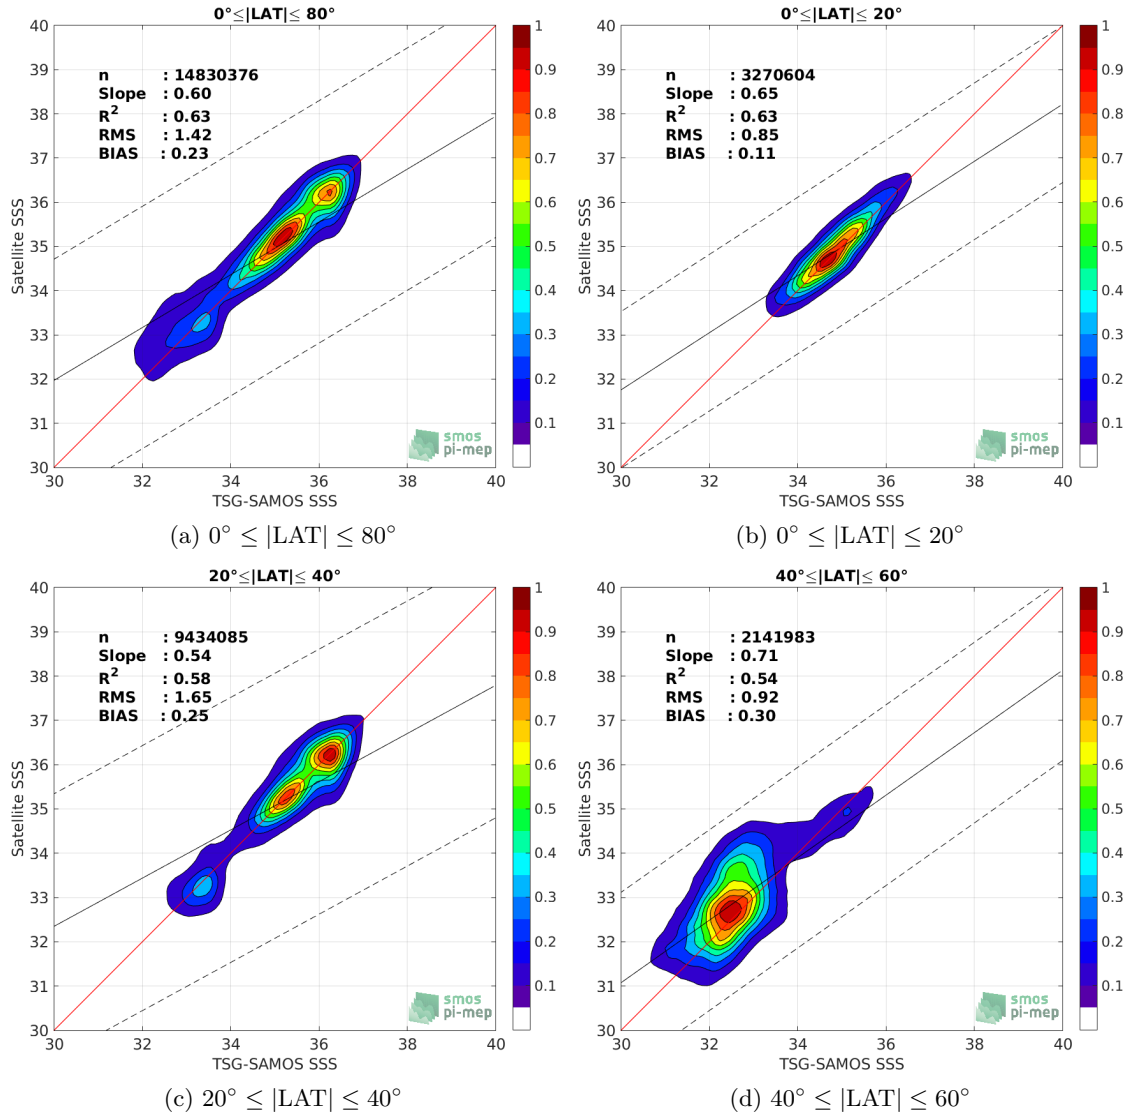 0°≤|LAT|≤ 80°
n : 14830376
Slope : 0.60
R² : 0.63
RMS : 1.42
BIAS : 0.23
40
39
38
37
36
35
34
33
32
31
30
Satellite SSS
30 32 34 36 38 40
TSG-SAMOS SSS
1
0.9
0.8
0.7
0.6
0.5
0.4
0.3
0.2
0.1
smos
pi-mep
(a) 0° ≤ |LAT| ≤ 80°
0°≤|LAT|≤ 20°
n : 3270604
Slope : 0.65
R² : 0.63
RMS : 0.85
BIAS : 0.11
40
39
38
37
36
35
34
33
32
31
30
Satellite SSS
30 32 34 36 38 40
TSG-SAMOS SSS
1
0.9
0.8
0.7
0.6
0.5
0.4
0.3
0.2
0.1
smos
pi-mep
(b) 0° ≤ |LAT| ≤ 20°
20°≤|LAT|≤ 40°
n : 9434085
Slope : 0.54
R² : 0.58
RMS : 1.65
BIAS : 0.25
40
39
38
37
36
35
34
33
32
31
30
Satellite SSS
30 32 34 36 38 40
TSG-SAMOS SSS
1
0.9
0.8
0.7
0.6
0.5
0.4
0.3
0.2
0.1
smos
pi-mep
(c) 20° ≤ |LAT| ≤ 40°
40°≤|LAT|≤ 60°
n : 2141983
Slope : 0.71
R² : 0.54
RMS : 0.92
BIAS : 0.30
40
39
38
37
36
35
34
33
32
31
30
Satellite SSS
30 32 34 36 38 40
TSG-SAMOS SSS
1
0.9
0.8
0.7
0.6
0.5
0.4
0.3
0.2
0.1
smos
pi-mep
(d) 40° ≤ |LAT| ≤ 60°